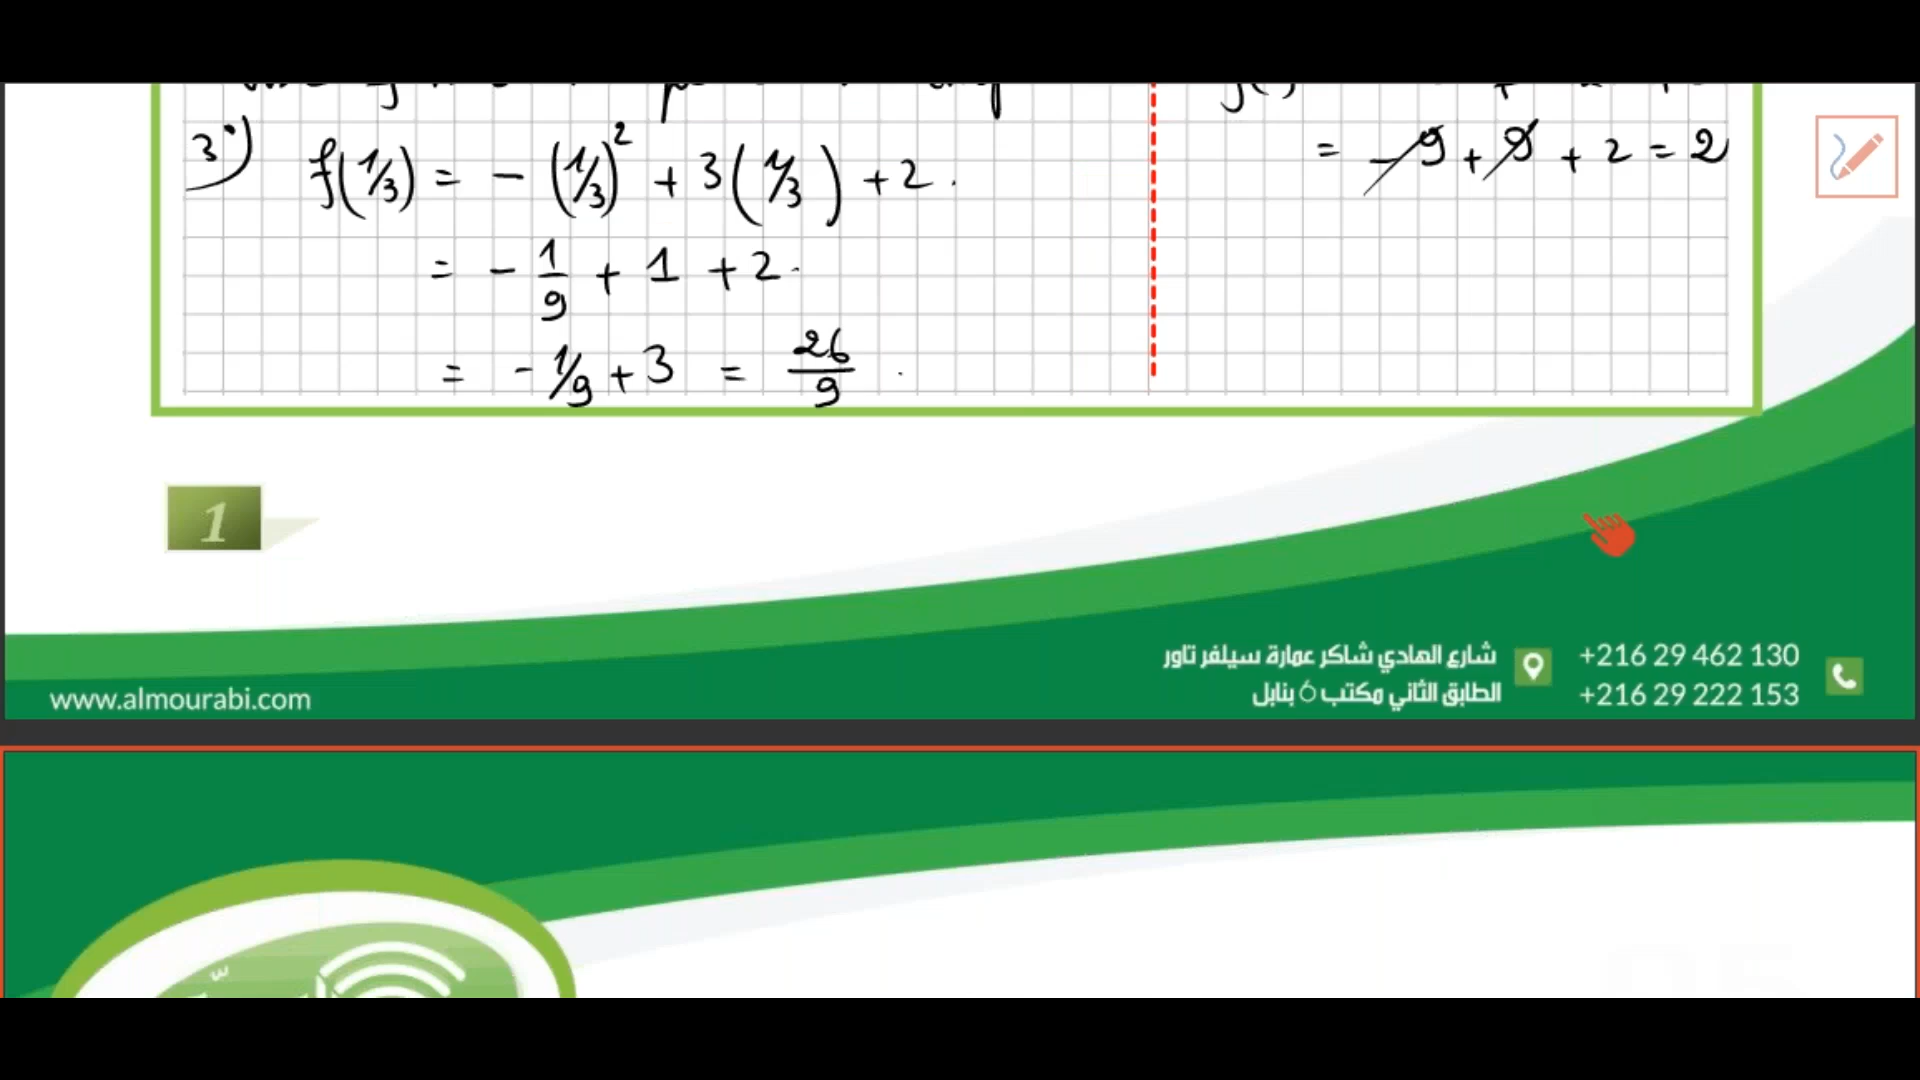 3°) f(1/3) = - (1/3)² + 3(1/3) + 2.
= - 1/9 + 1 + 2.
= - 1/9 + 3 = 26/9.
= -9 + 9 + 2 = 2
1
شارع الهادي شاكر عمارة سيلفر تاور
الطابق الثاني مكتب 6 بنابل
+216 29 462 130
+216 29 222 153
www.almourabi.com